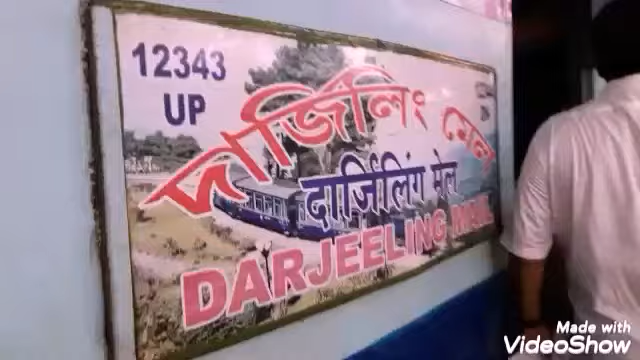 12343
UP
দার্জিলিং মেল
दार्जिलिंग मेल
DARJEELING MAIL
Made with
VideoShow